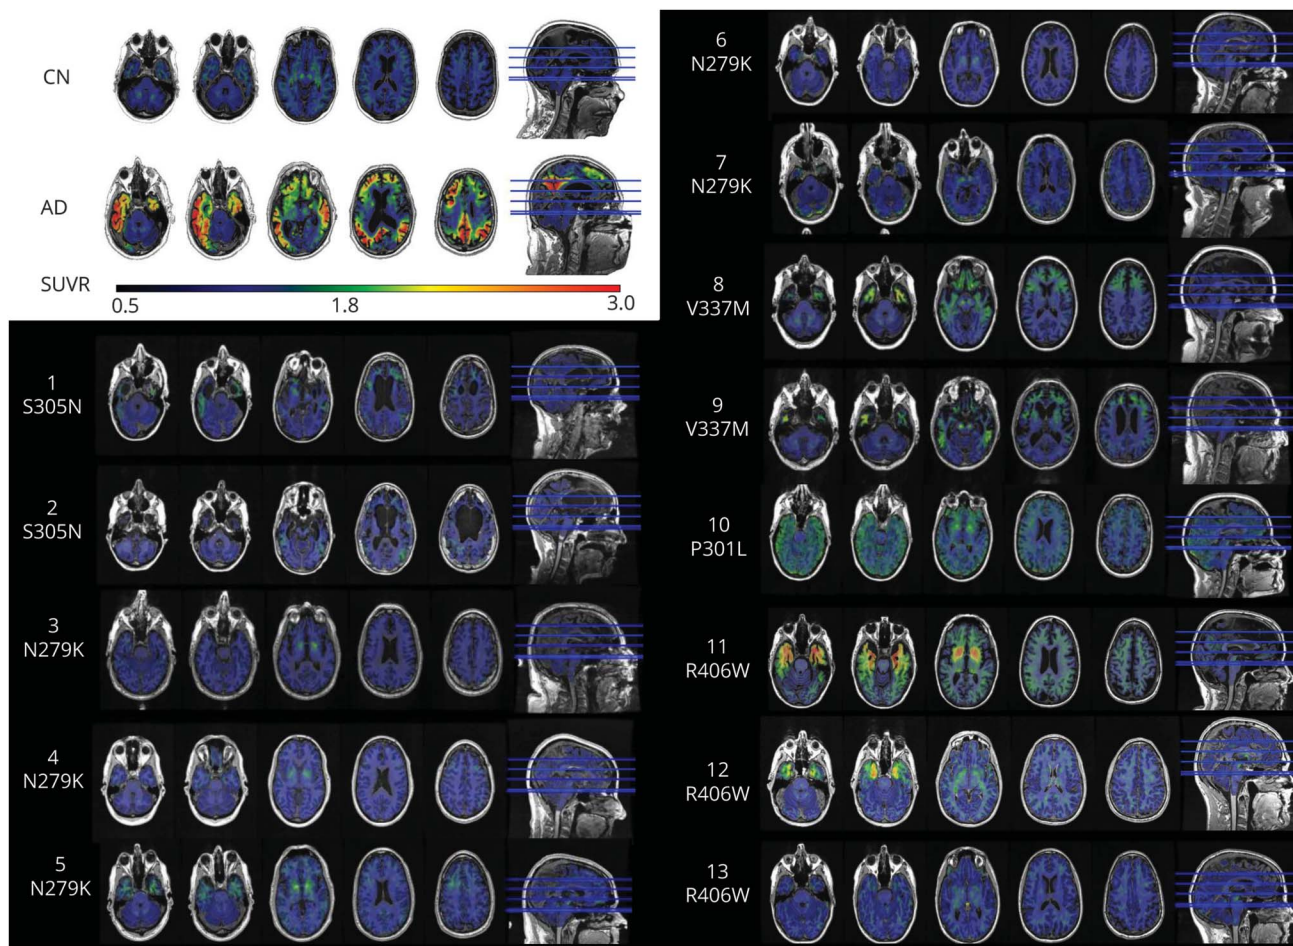 CN
AD
SUVR
0.5 1.8 3.0
1
S305N
2
S305N
3
N279K
4
N279K
5
N279K
6
N279K
7
N279K
8
V337M
9
V337M
10
P301L
11
R406W
12
R406W
13
R406W